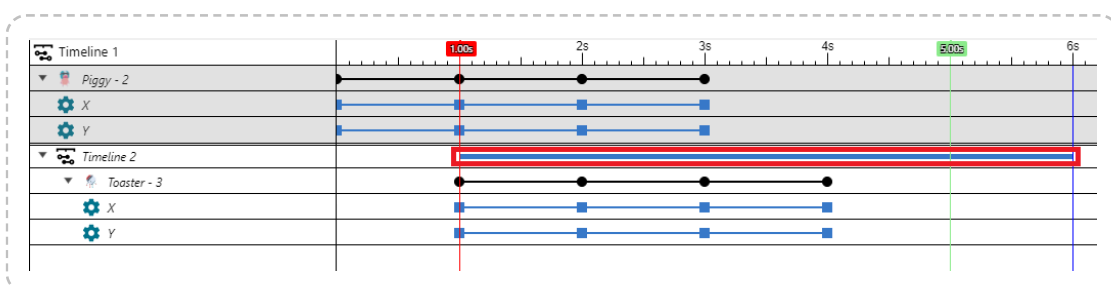 Timeline 1 1.00s 2s 3s 4s 5.00s 6s
Piggy - 2
X
Y
Timeline 2
Toaster - 3
X
Y